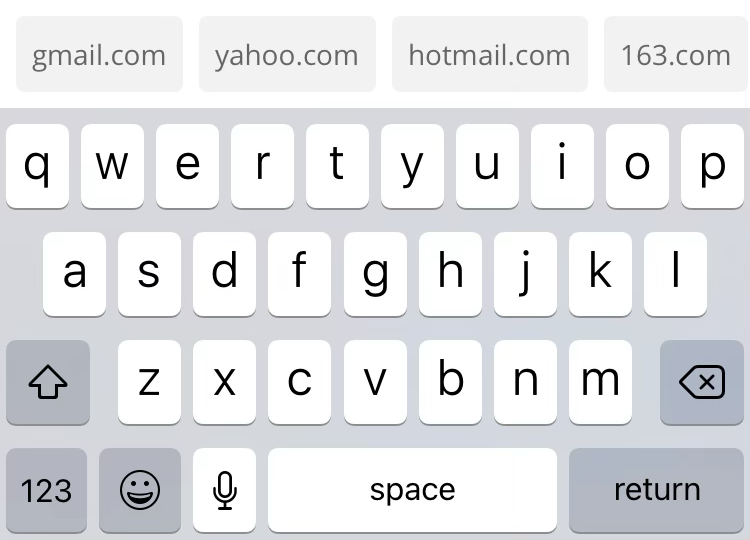 gmail.com yahoo.com hotmail.com 163.com
q w e r t y u i o p
a s d f g h j k l
z x c v b n m
123 space return